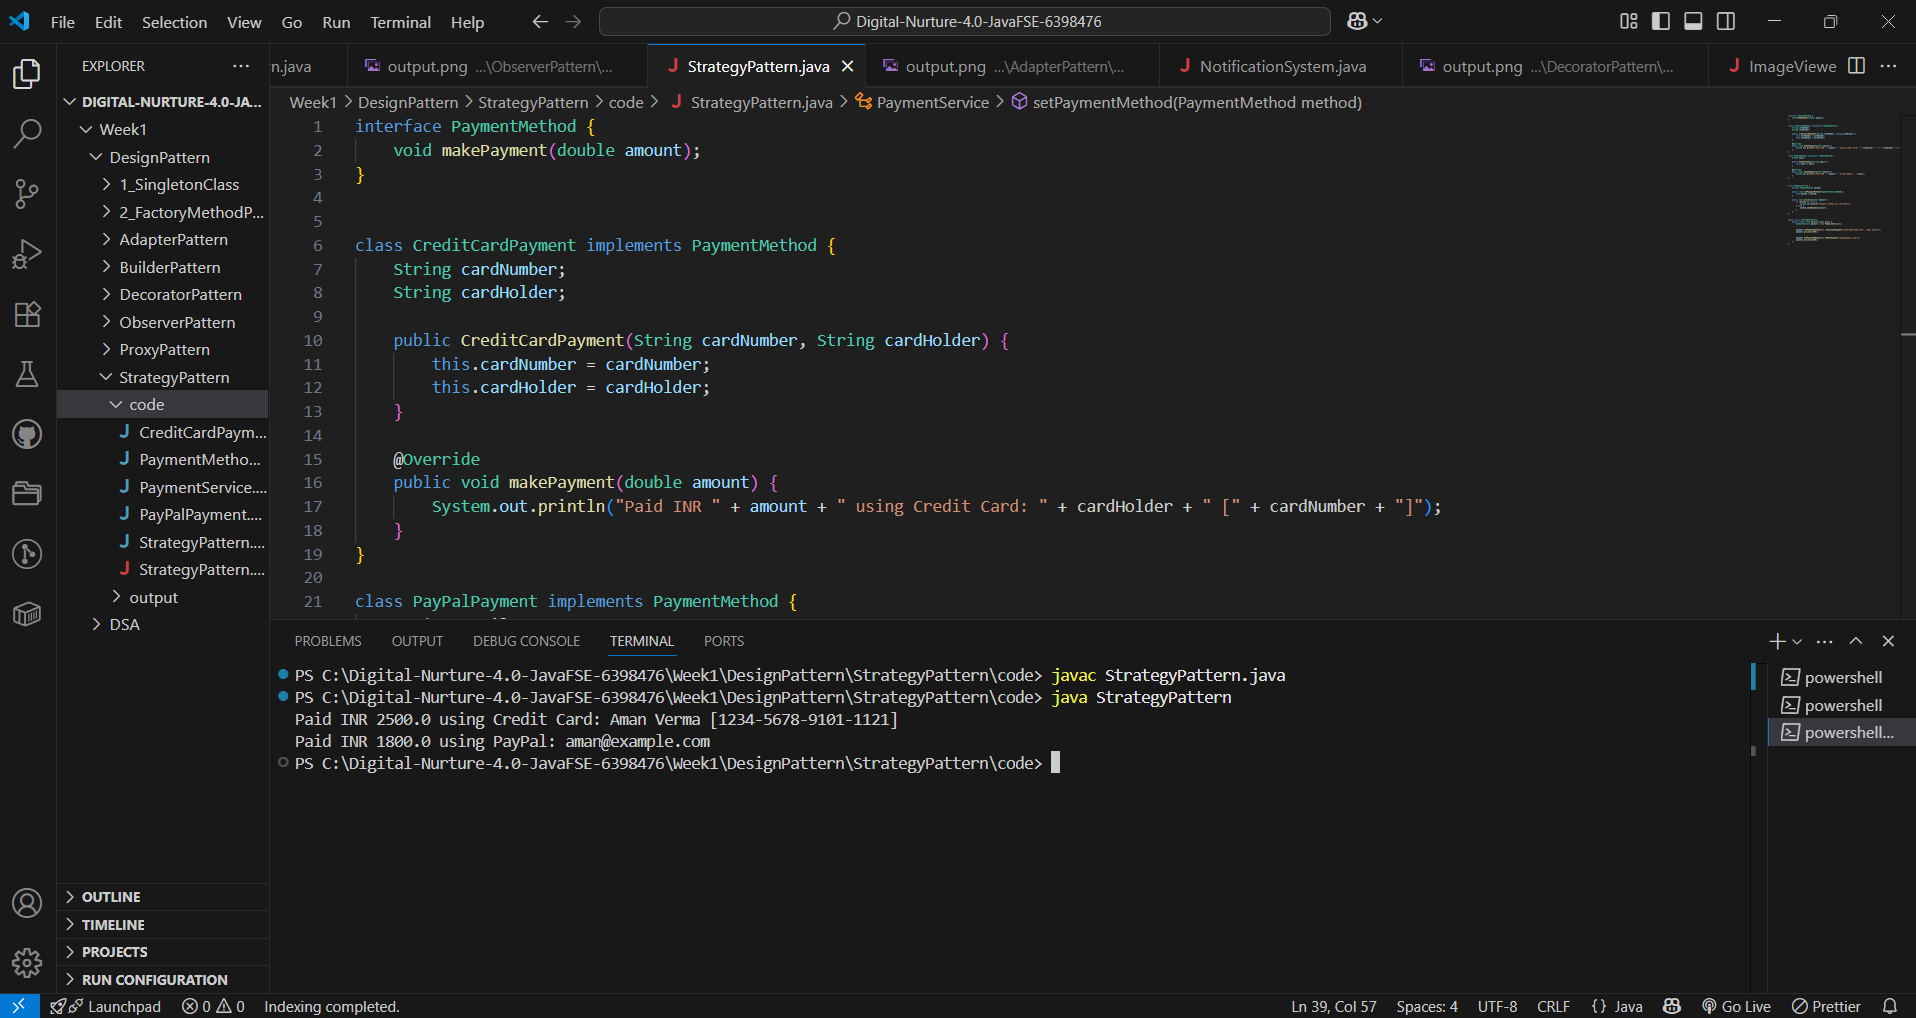 File Edit Selection View Go Run Terminal Help
Digital-Nurture-4.0-JavaFSE-6398476
EXPLORER
n.java
output.png ...\ObserverPattern\...
StrategyPattern.java
output.png ...\AdapterPattern\...
NotificationSystem.java
output.png ...\DecoratorPattern\...
ImageViewe
DIGITAL-NURTURE-4.0-JA...
Week1
DesignPattern
1_SingletonClass
2_FactoryMethodP...
AdapterPattern
BuilderPattern
DecoratorPattern
ObserverPattern
ProxyPattern
StrategyPattern
code
CreditCardPaym...
PaymentMetho...
PaymentService....
PayPalPayment....
StrategyPattern....
StrategyPattern....
output
DSA
OUTLINE
TIMELINE
PROJECTS
RUN CONFIGURATION
Week1 > DesignPattern > StrategyPattern > code > StrategyPattern.java > PaymentService > setPaymentMethod(PaymentMethod method)
1 interface PaymentMethod {
2 void makePayment(double amount);
3 }
4
5
6 class CreditCardPayment implements PaymentMethod {
7 String cardNumber;
8 String cardHolder;
9
10 public CreditCardPayment(String cardNumber, String cardHolder) {
11 this.cardNumber = cardNumber;
12 this.cardHolder = cardHolder;
13 }
14
15 @Override
16 public void makePayment(double amount) {
17 System.out.println("Paid INR " + amount + " using Credit Card: " + cardHolder + " [" + cardNumber + "]");
18 }
19 }
20
21 class PayPalPayment implements PaymentMethod {
PROBLEMS OUTPUT DEBUG CONSOLE TERMINAL PORTS
PS C:\Digital-Nurture-4.0-JavaFSE-6398476\Week1\DesignPattern\StrategyPattern\code> javac StrategyPattern.java
PS C:\Digital-Nurture-4.0-JavaFSE-6398476\Week1\DesignPattern\StrategyPattern\code> java StrategyPattern
Paid INR 2500.0 using Credit Card: Aman Verma [1234-5678-9101-1121]
Paid INR 1800.0 using PayPal: aman@example.com
PS C:\Digital-Nurture-4.0-JavaFSE-6398476\Week1\DesignPattern\StrategyPattern\code>
powershell
powershell
powershell...
Launchpad 0 0 Indexing completed.
Ln 39, Col 57 Spaces: 4 UTF-8 CRLF {} Java Go Live Prettier